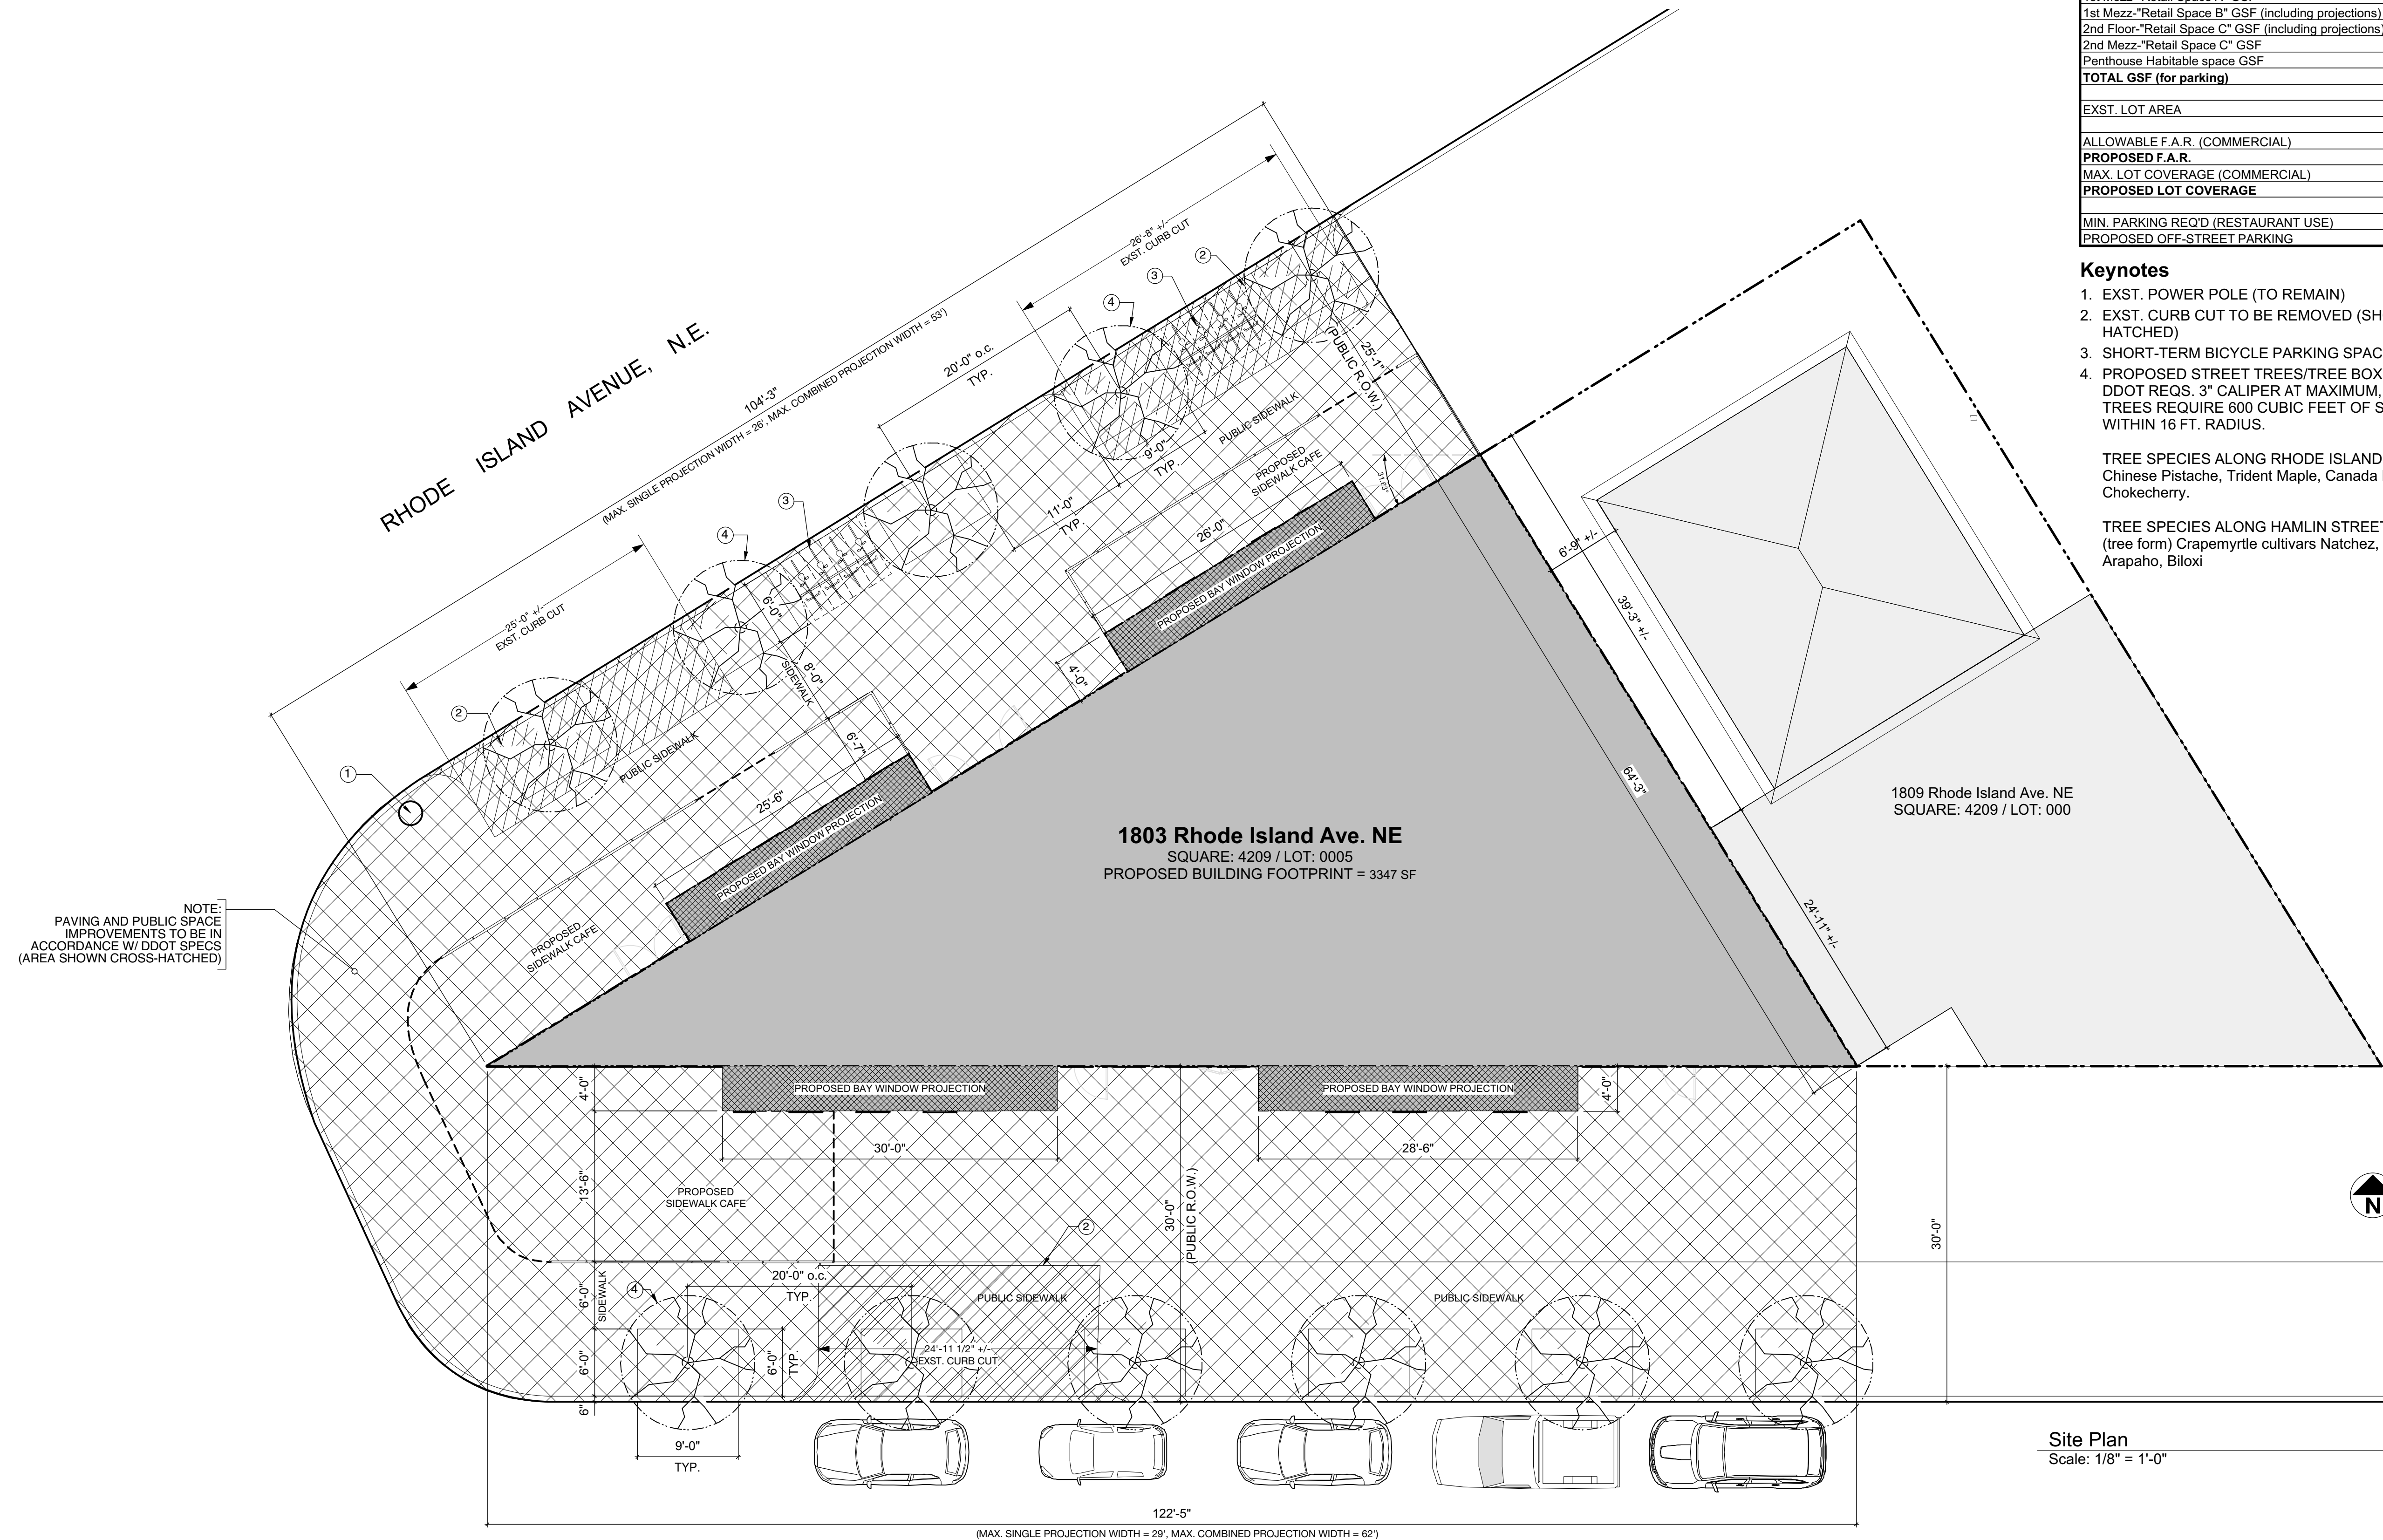 1st Mezz-"Retail Space B" GSF (including projections)
2nd Floor-"Retail Space C" GSF (including projections)
2nd Mezz-"Retail Space C" GSF
Penthouse Habitable space GSF
TOTAL GSF (for parking)
EXST. LOT AREA
ALLOWABLE F.A.R. (COMMERCIAL)
PROPOSED F.A.R.
MAX. LOT COVERAGE (COMMERCIAL)
PROPOSED LOT COVERAGE
MIN. PARKING REQ'D (RESTAURANT USE)
PROPOSED OFF-STREET PARKING
Keynotes
1. EXST. POWER POLE (TO REMAIN)
2. EXST. CURB CUT TO BE REMOVED (SH
HATCHED)
3. SHORT-TERM BICYCLE PARKING SPAC
4. PROPOSED STREET TREES/TREE BOX
DDOT REQS. 3" CALIPER AT MAXIMUM,
TREES REQUIRE 600 CUBIC FEET OF S
WITHIN 16 FT. RADIUS.
TREE SPECIES ALONG RHODE ISLAND
Chinese Pistache, Trident Maple, Canada
Chokecherry.
TREE SPECIES ALONG HAMLIN STREET
(tree form) Crapemyrtle cultivars Natchez,
Arapaho, Biloxi
RHODE ISLAND AVENUE, N.E.
104'-3"
(MAX. SINGLE PROJECTION WIDTH = 26', MAX. COMBINED PROJECTION WIDTH = 53')
26'-8" +/-
EXST. CURB CUT
2
3
4
20'-0" o.c.
TYP.
25'-1"
(PUBLIC R.O.W.)
PUBLIC SIDEWALK
9'-0"
TYP.
PROPOSED
SIDEWALK CAFE
31.63°
11'-0"
TYP.
26'-0"
PROPOSED BAY WINDOW PROJECTION
4'-0"
3
4
25'-0" +/-
EXST. CURB CUT
6'-0"
8'-0"
SIDEWALK
6'-7"
2
PUBLIC SIDEWALK
1
25'-6"
PROPOSED BAY WINDOW PROJECTION
PROPOSED
SIDEWALK CAFE
NOTE:
PAVING AND PUBLIC SPACE
IMPROVEMENTS TO BE IN
ACCORDANCE W/ DDOT SPECS
(AREA SHOWN CROSS-HATCHED)
1803 Rhode Island Ave. NE
SQUARE: 4209 / LOT: 0005
PROPOSED BUILDING FOOTPRINT = 3347 SF
6'-9" +/-
39'-3" +/-
64'-3"
24'-11" +/-
1809 Rhode Island Ave. NE
SQUARE: 4209 / LOT: 000
4'-0"
PROPOSED BAY WINDOW PROJECTION
PROPOSED BAY WINDOW PROJECTION
4'-0"
30'-0"
28'-6"
13'-6"
PROPOSED
SIDEWALK CAFE
30'-0"
(PUBLIC R.O.W.)
30'-0"
N
2
6'-0"
SIDEWALK
4
20'-0" o.c.
TYP.
PUBLIC SIDEWALK
PUBLIC SIDEWALK
6'-0"
6'-0"
TYP.
24'-11 1/2" +/-
EXST. CURB CUT
6"
9'-0"
TYP.
Site Plan
Scale: 1/8" = 1'-0"
122'-5"
(MAX. SINGLE PROJECTION WIDTH = 29', MAX. COMBINED PROJECTION WIDTH = 62')